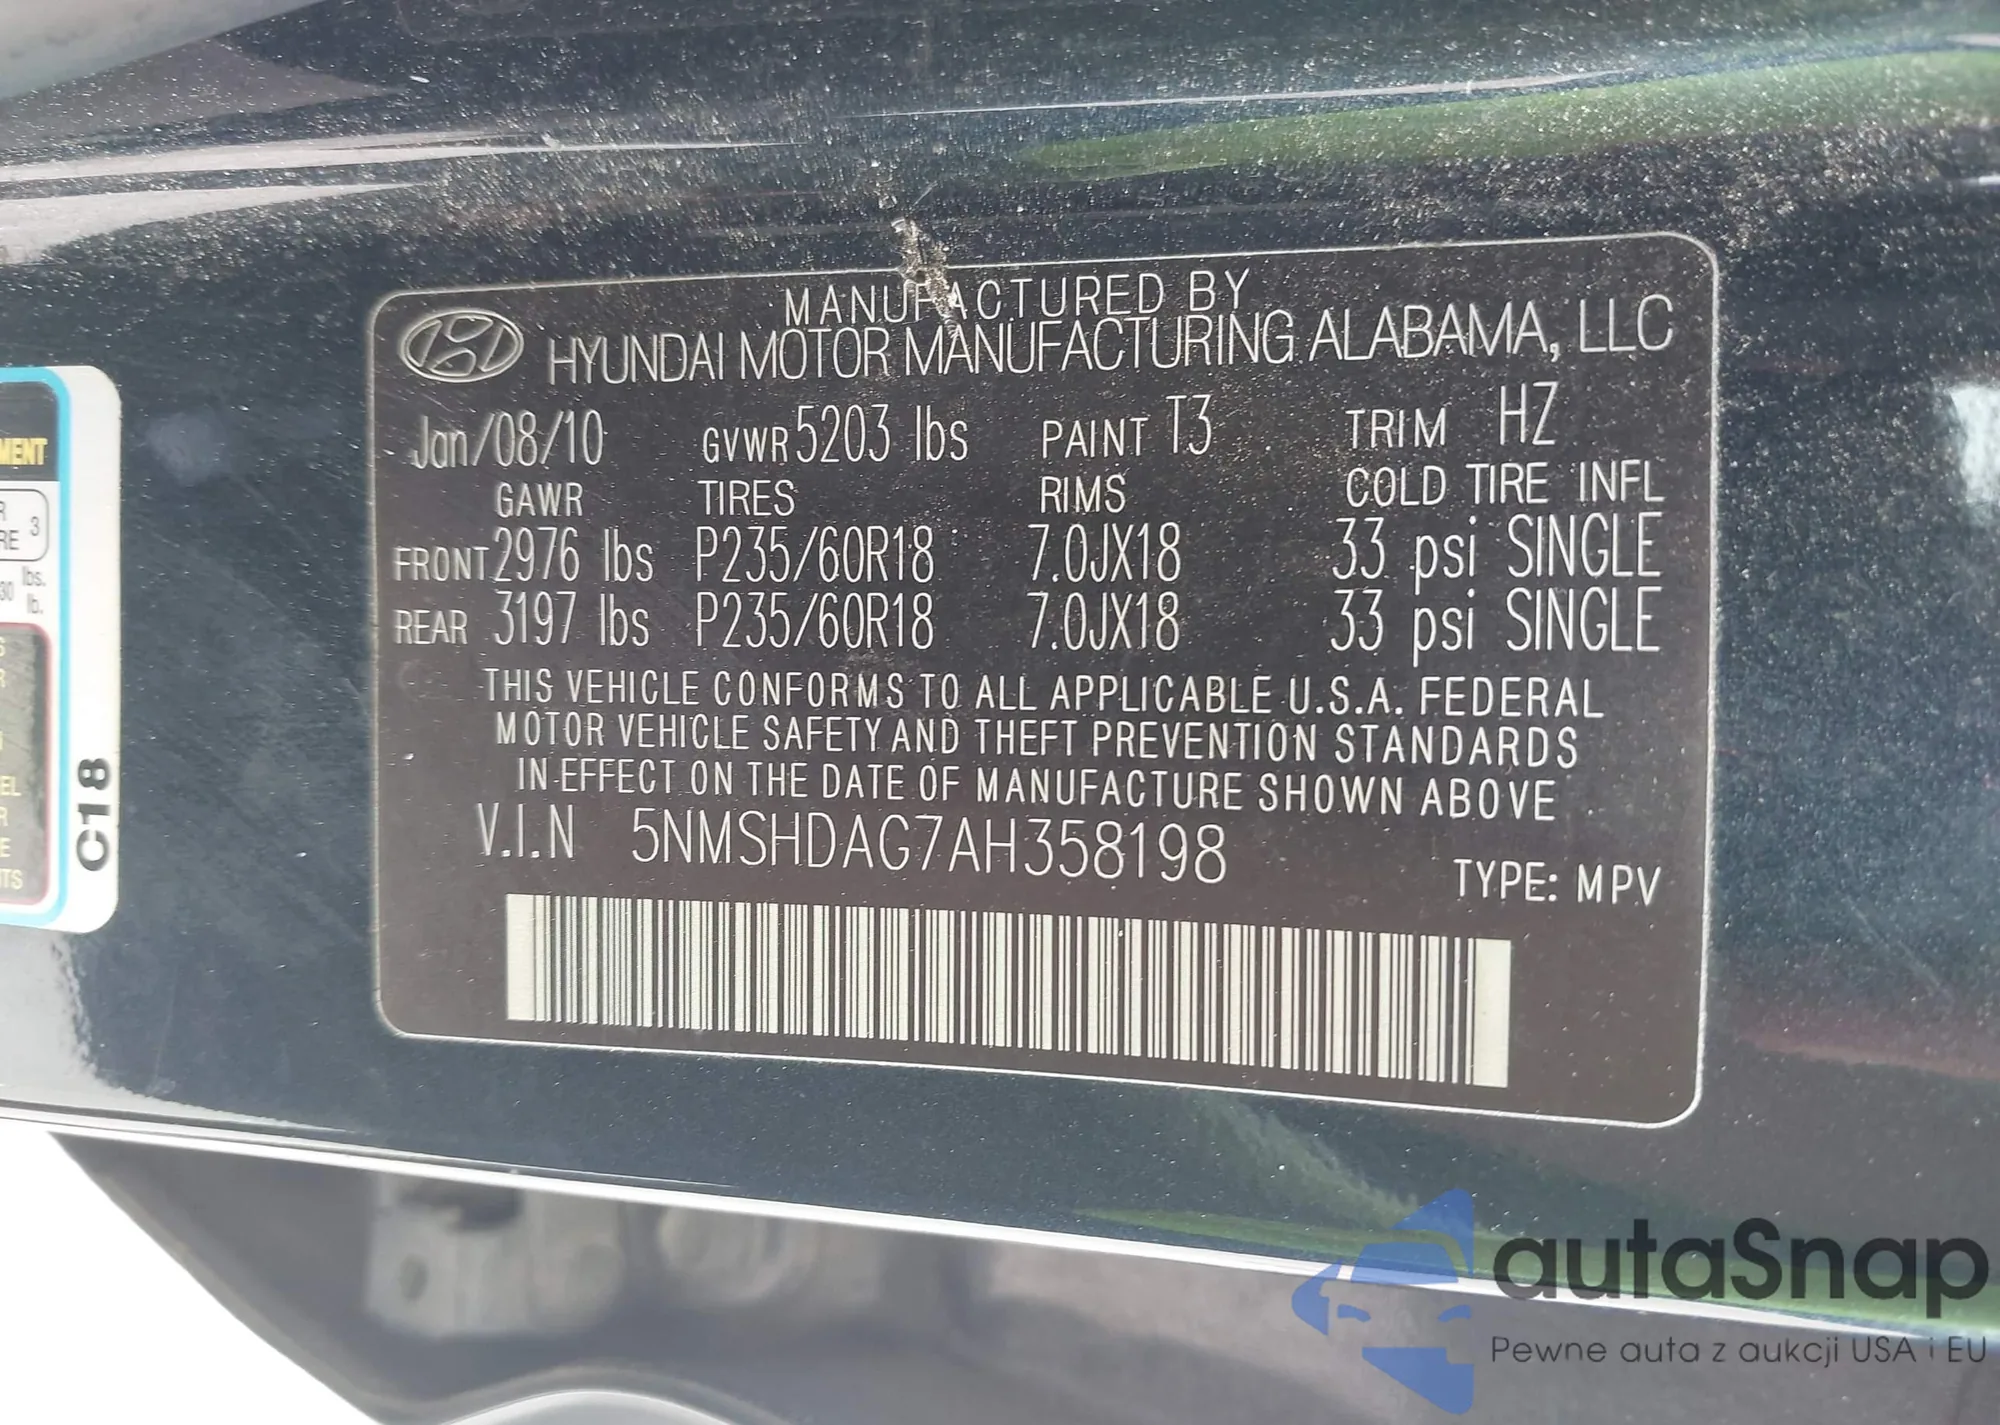 MANUFACTURED BY
HYUNDAI MOTOR MANUFACTURING ALABAMA, LLC
Jan/08/10 GVWR 5203 lbs PAINT T3 TRIM HZ
GAWR TIRES RIMS COLD TIRE INFL
FRONT 2976 lbs P235/60R18 7.0JX18 33 psi SINGLE
REAR 3197 lbs P235/60R18 7.0JX18 33 psi SINGLE
THIS VEHICLE CONFORMS TO ALL APPLICABLE U.S.A. FEDERAL
MOTOR VEHICLE SAFETY AND THEFT PREVENTION STANDARDS
IN EFFECT ON THE DATE OF MANUFACTURE SHOWN ABOVE
V.I.N 5NMSHDAG7AH358198
TYPE: MPV
C18
3
lbs.
lb.
autaSnap
Pewne auta z aukcji USA i EU